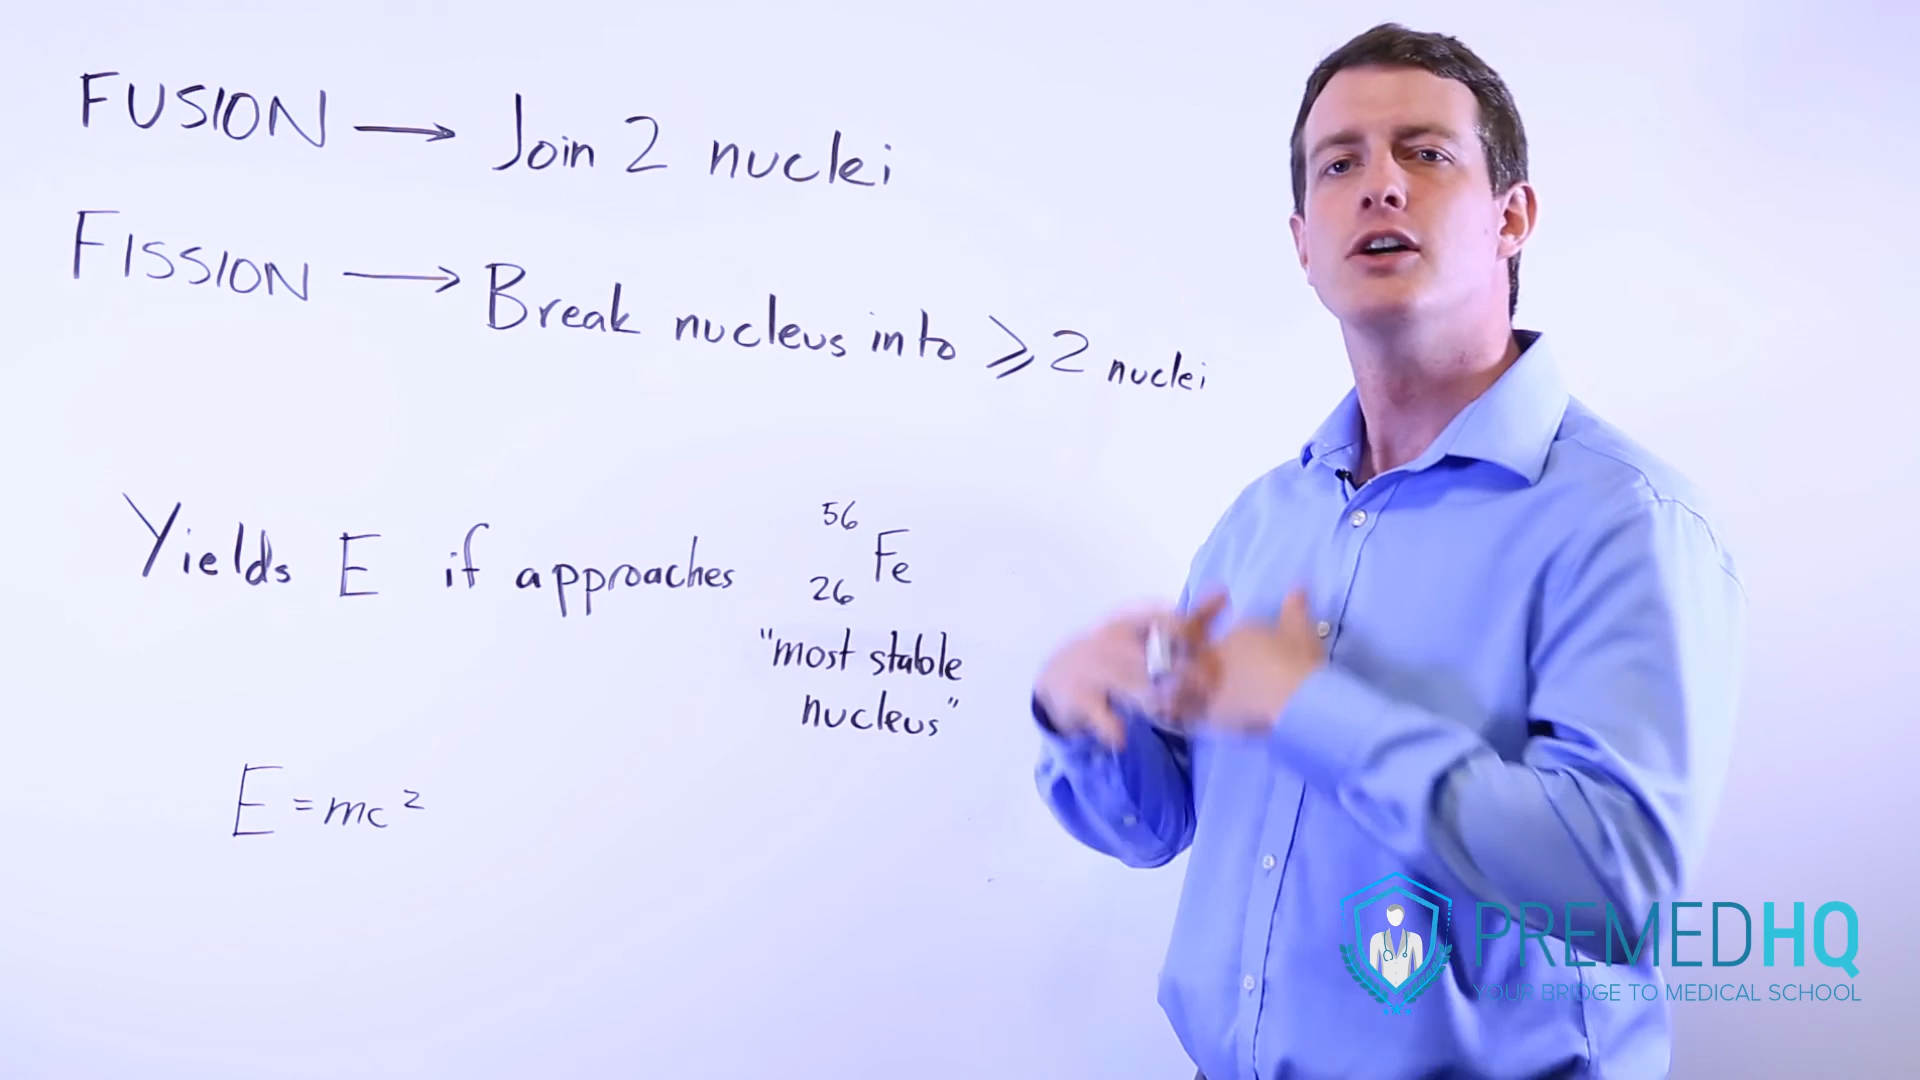 FUSION → Join 2 nuclei
FISSION → Break nucleus into ⩾ 2 nuclei
Yields E if approaches 56 26 Fe
"most stable
nucleus"
E = mc²
PREMEDHQ
YOUR BRIDGE TO MEDICAL SCHOOL